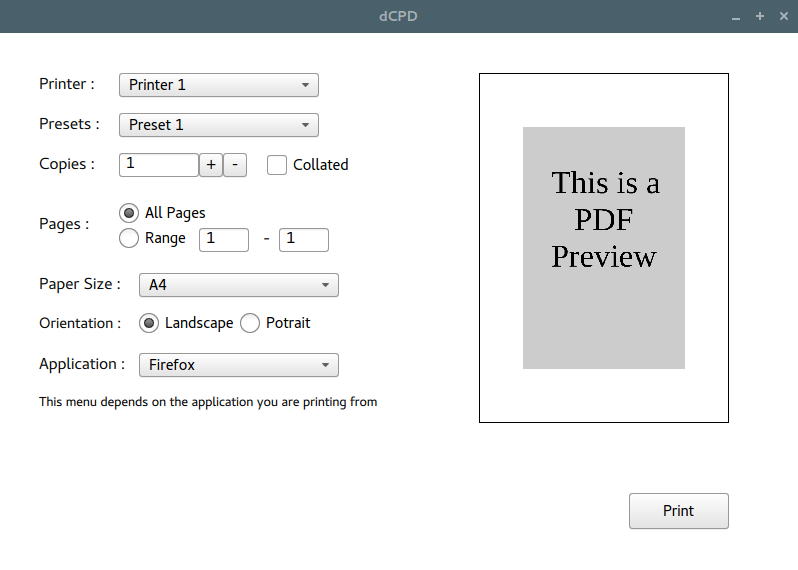 dCPD
Printer : Printer 1
Presets : Preset 1
Copies : 1 + - Collated
Pages :
All Pages
Range 1 - 1
Paper Size : A4
Orientation : Landscape Potrait
Application : Firefox
This menu depends on the application you are printing from
This is a
PDF
Preview
Print